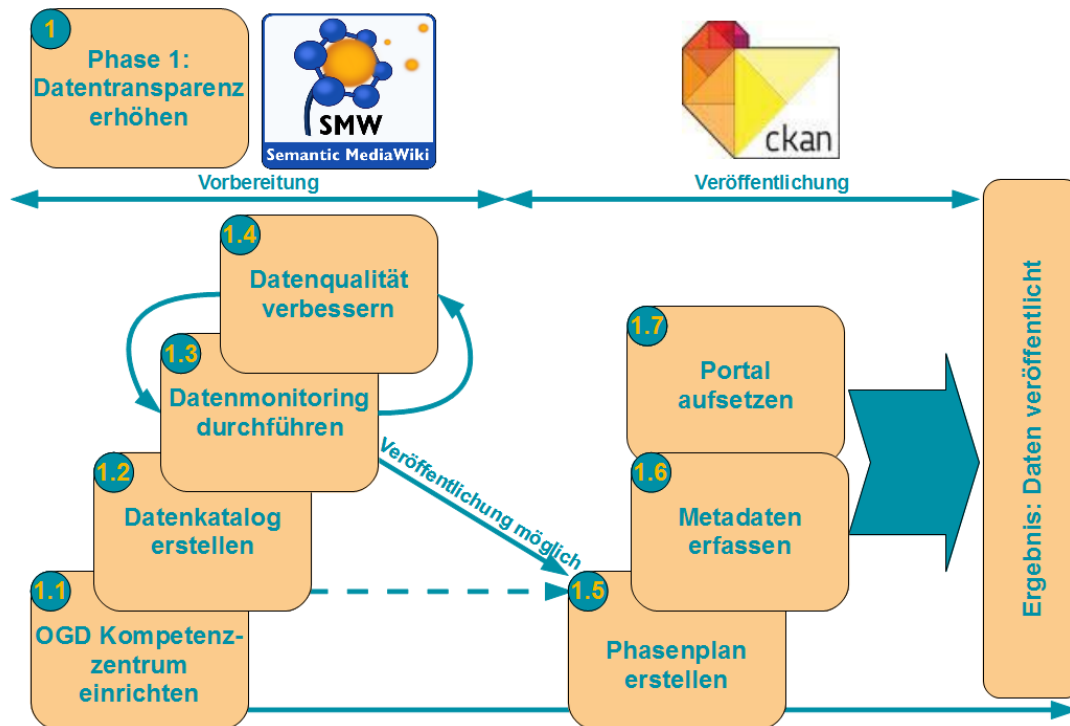 1
Phase 1:
Datentransparenz
erhöhen
SMW
Semantic MediaWiki
ckan
Vorbereitung
Veröffentlichung
1.4
Datenqualität
verbessern
1.3
Datenmonitoring
durchführen
1.2
Datenkatalog
erstellen
1.1
OGD Kompetenz-
zentrum
einrichten
Veröffentlichung möglich
1.7
Portal
aufsetzen
1.6
Metadaten
erfassen
1.5
Phasenplan
erstellen
Ergebnis: Daten veröffentlicht